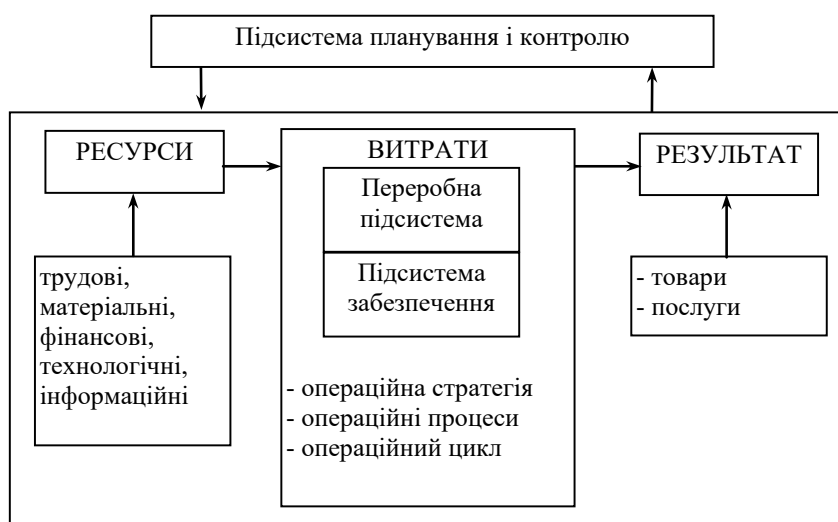 Підсистема планування і контролю
РЕСУРСИ
трудові,
матеріальні,
фінансові,
технологічні,
інформаційні
ВИТРАТИ
Переробна
підсистема
Підсистема
забезпечення
- операційна стратегія
- операційні процеси
- операційний цикл
РЕЗУЛЬТАТ
- товари
- послуги